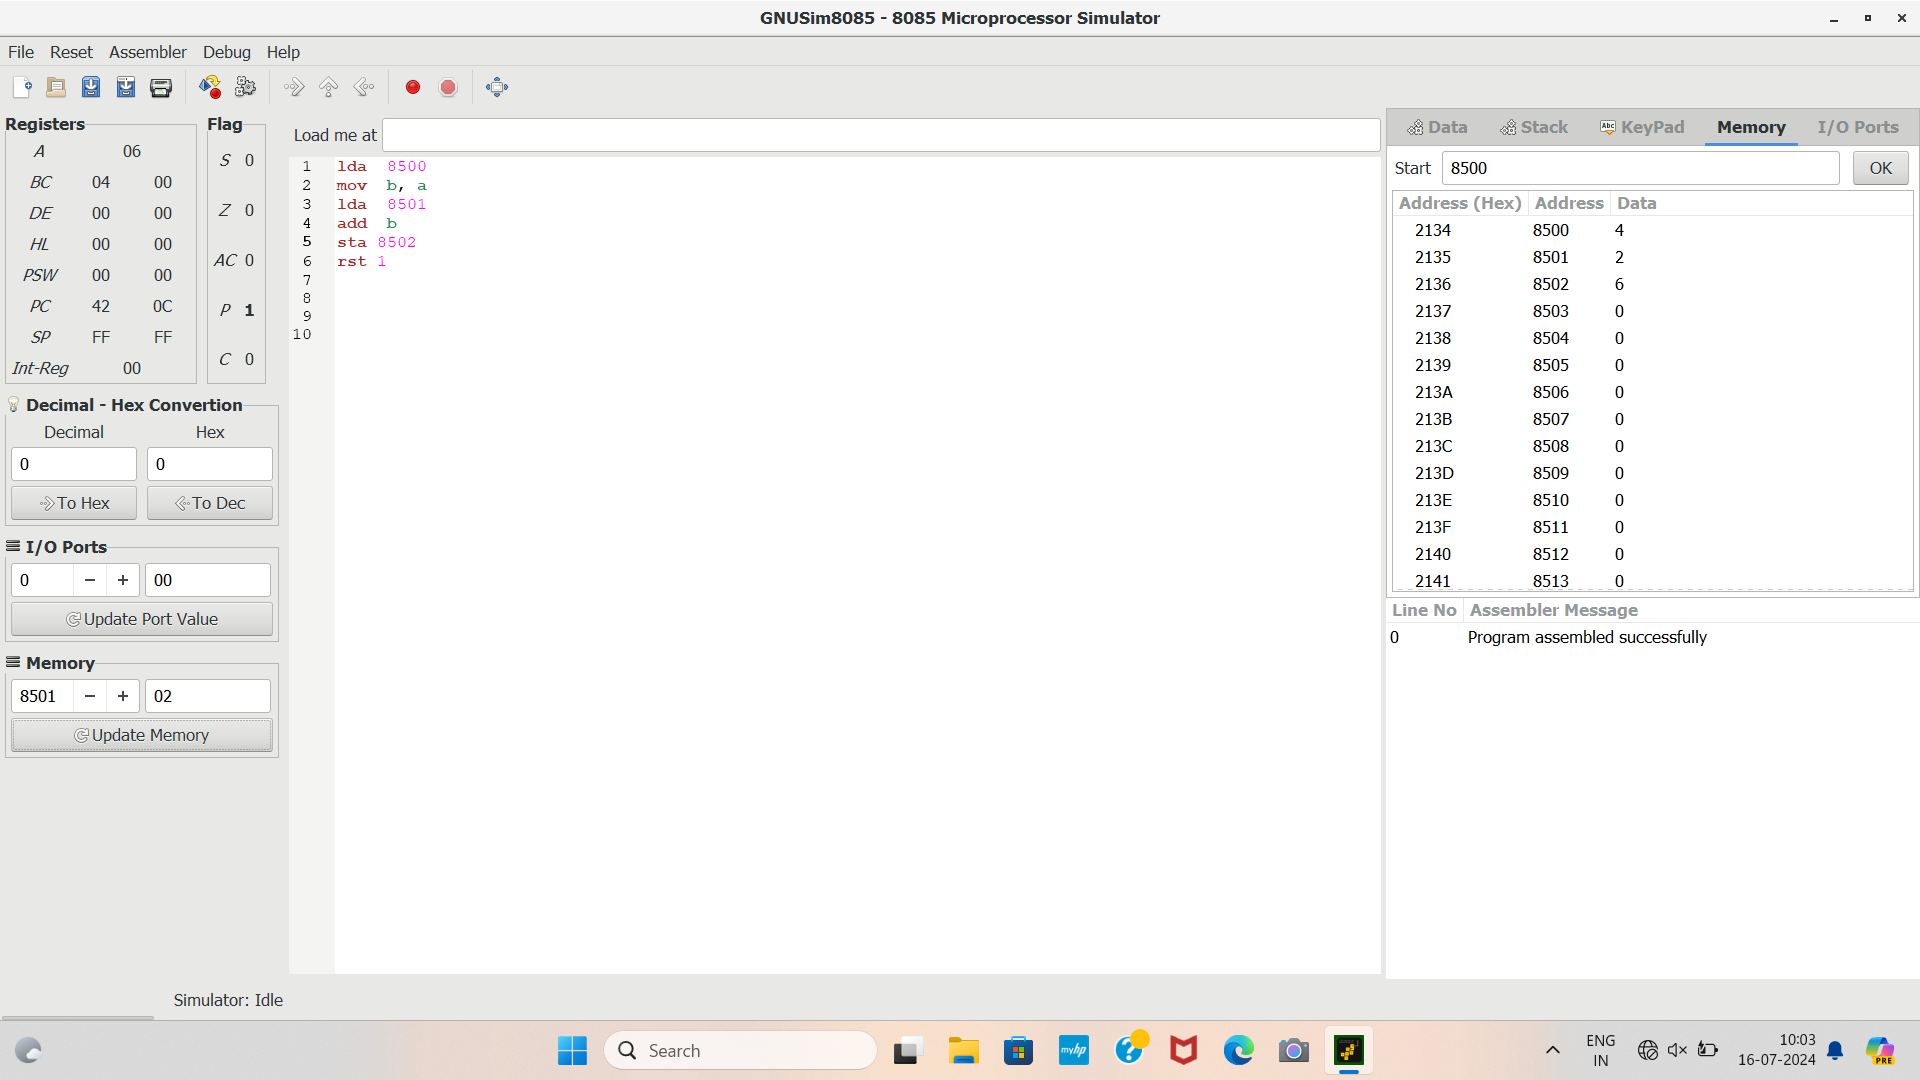 GNUSim8085 - 8085 Microprocessor Simulator
File Reset Assembler Debug Help
Registers
A 06
BC 04 00
DE 00 00
HL 00 00
PSW 00 00
PC 42 0C
SP FF FF
Int-Reg 00
Flag
S 0
Z 0
AC 0
P 1
C 0
Decimal - Hex Convertion
Decimal Hex
0 0
To Hex To Dec
I/O Ports
0 − + 00
Update Port Value
Memory
8501 − + 02
Update Memory
Load me at
1 lda 8500
2 mov b, a
3 lda 8501
4 add b
5 sta 8502
6 rst 1
7
8
9
10
Data Stack Abc KeyPad Memory I/O Ports
Start 8500 OK
Address (Hex) Address Data
2134 8500 4
2135 8501 2
2136 8502 6
2137 8503 0
2138 8504 0
2139 8505 0
213A 8506 0
213B 8507 0
213C 8508 0
213D 8509 0
213E 8510 0
213F 8511 0
2140 8512 0
2141 8513 0
Line No Assembler Message
0 Program assembled successfully
Simulator: Idle
Search
myhp
ENG
IN
10:03
16-07-2024
PRE